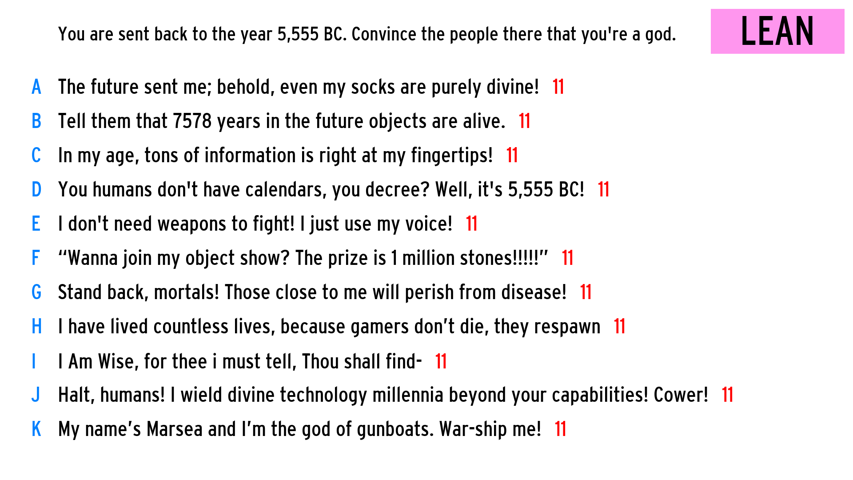 You are sent back to the year 5,555 BC. Convince the people there that you're a god.
LEAN
A The future sent me; behold, even my socks are purely divine! 11
B Tell them that 7578 years in the future objects are alive. 11
C In my age, tons of information is right at my fingertips! 11
D You humans don't have calendars, you decree? Well, it's 5,555 BC! 11
E I don't need weapons to fight! I just use my voice! 11
F “Wanna join my object show? The prize is 1 million stones!!!!!” 11
G Stand back, mortals! Those close to me will perish from disease! 11
H I have lived countless lives, because gamers don’t die, they respawn 11
I I Am Wise, for thee i must tell, Thou shall find- 11
J Halt, humans! I wield divine technology millennia beyond your capabilities! Cower! 11
K My name’s Marsea and I’m the god of gunboats. War-ship me! 11